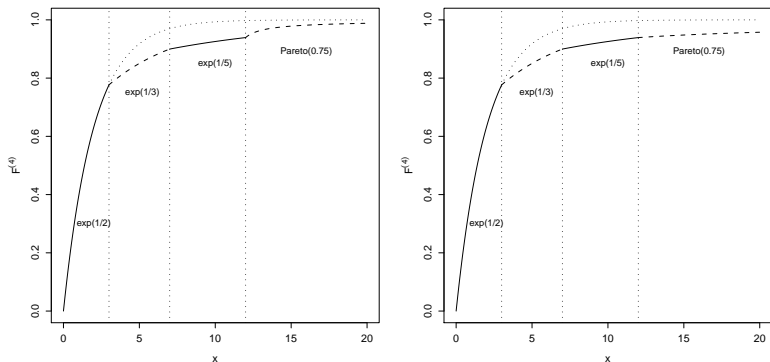 Pareto(0.75)
exp(1/5)
exp(1/3)
exp(1/2)
0.0 0.2 0.4 0.6 0.8 1.0
F(4)
0 5 10 15 20
x
Pareto(0.75)
exp(1/5)
exp(1/3)
exp(1/2)
0.0 0.2 0.4 0.6 0.8 1.0
F(4)
0 5 10 15 20
x